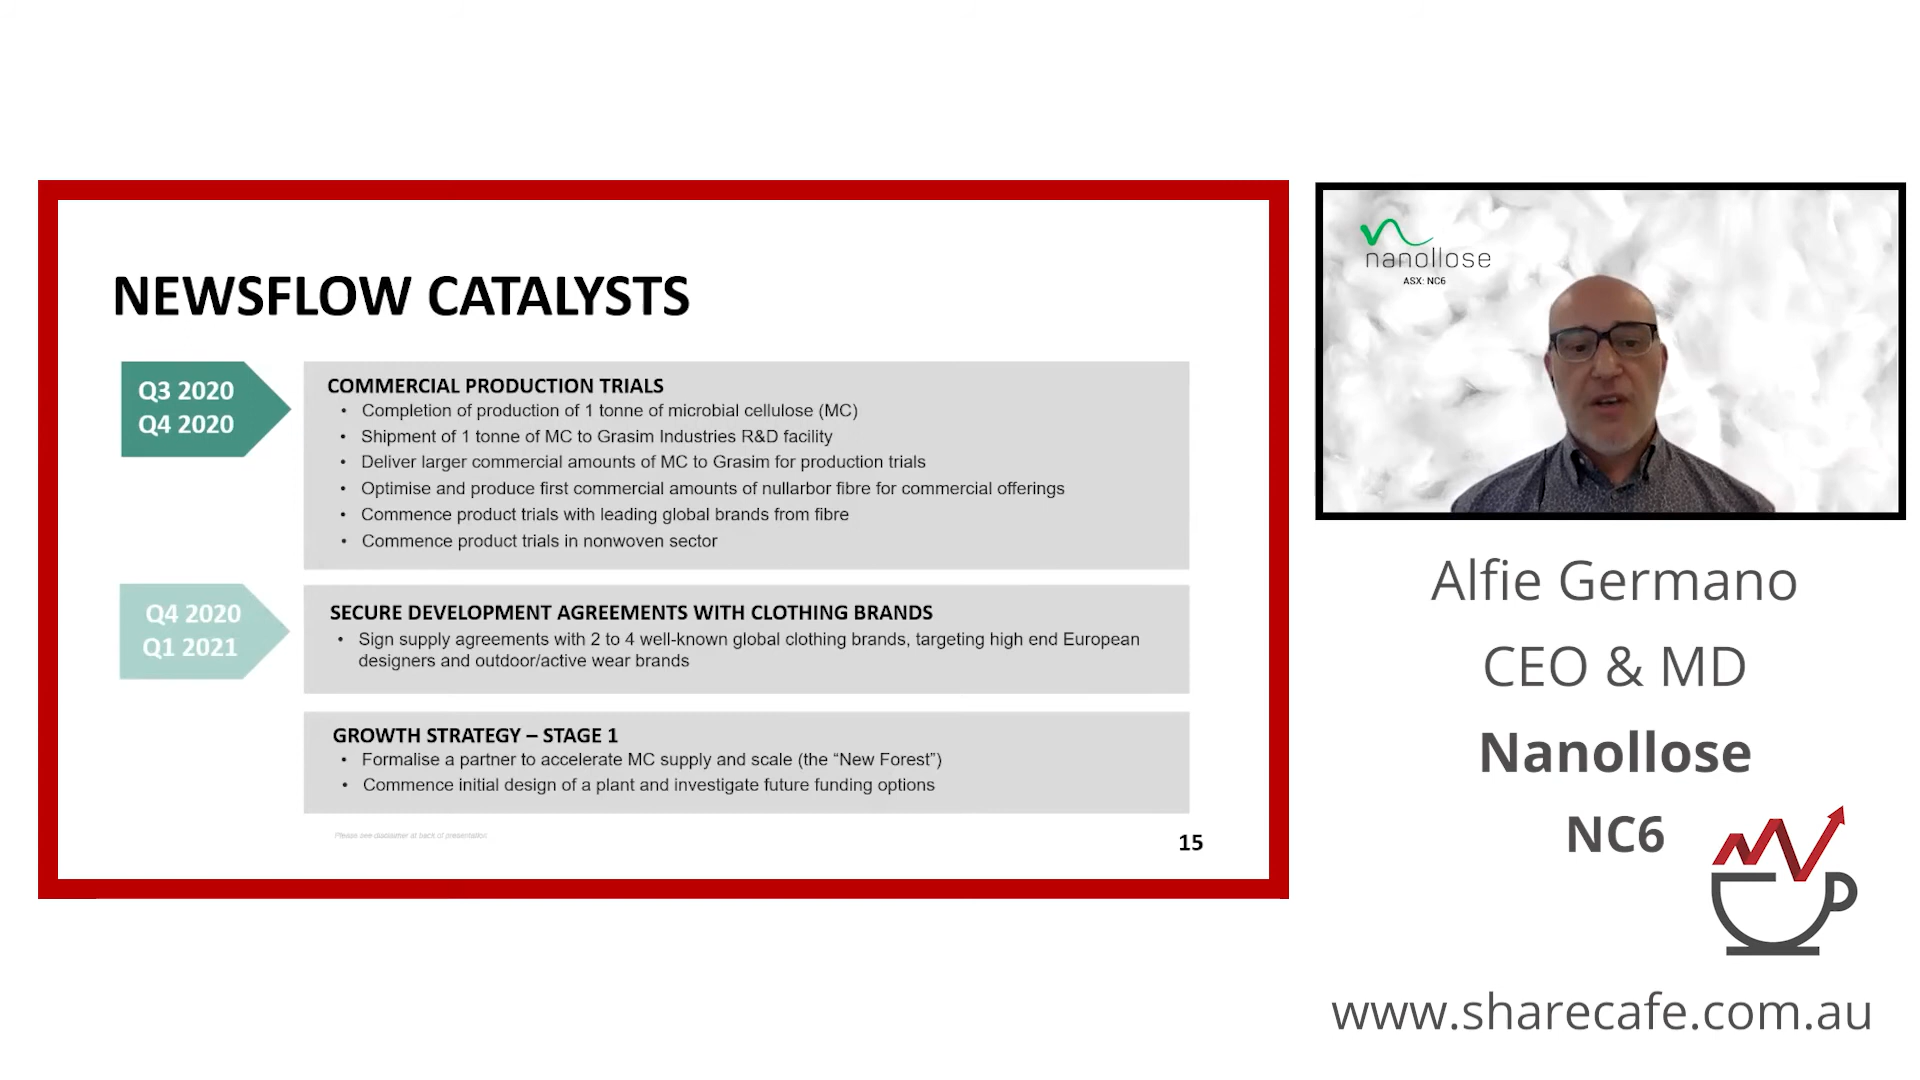 NEWSFLOW CATALYSTS
Q3 2020
Q4 2020
COMMERCIAL PRODUCTION TRIALS
• Completion of production of 1 tonne of microbial cellulose (MC)
• Shipment of 1 tonne of MC to Grasim Industries R&D facility
• Deliver larger commercial amounts of MC to Grasim for production trials
• Optimise and produce first commercial amounts of nullarbor fibre for commercial offerings
• Commence product trials with leading global brands from fibre
• Commence product trials in nonwoven sector
Q4 2020
Q1 2021
SECURE DEVELOPMENT AGREEMENTS WITH CLOTHING BRANDS
• Sign supply agreements with 2 to 4 well-known global clothing brands, targeting high end European
designers and outdoor/active wear brands
GROWTH STRATEGY – STAGE 1
• Formalise a partner to accelerate MC supply and scale (the “New Forest”)
• Commence initial design of a plant and investigate future funding options
Please see disclaimer at back of presentation
15
nanollose
ASX: NC6
Alfie Germano
CEO & MD
Nanollose
NC6
www.sharecafe.com.au